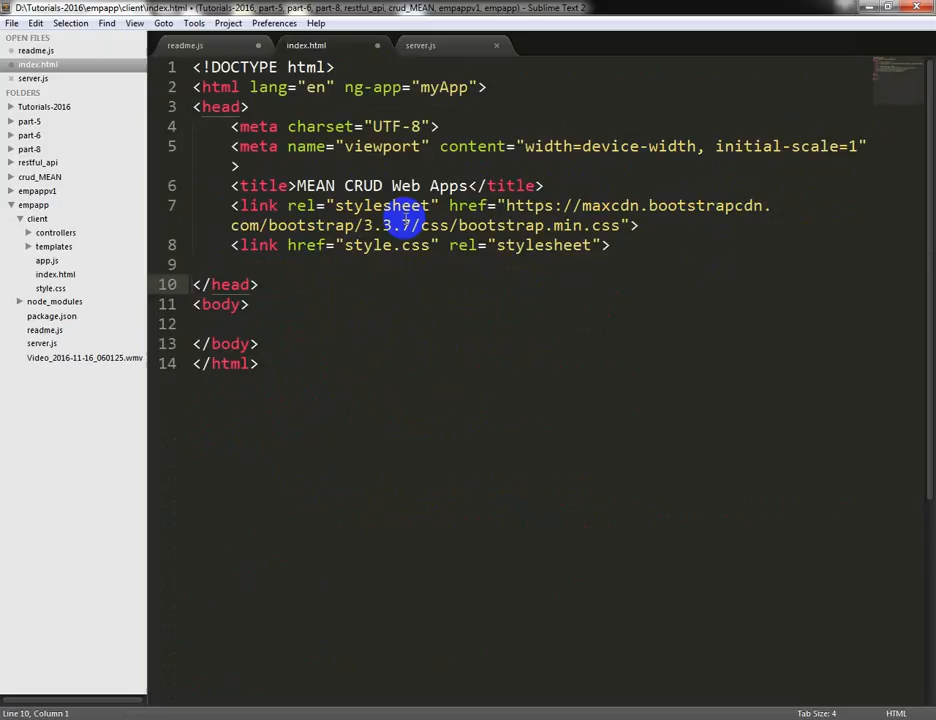 D:\Tutorials-2016\empapp\client\index.html • (Tutorials-2016, part-5, part-6, part-8, restful_api, crud_MEAN, empappv1, empapp) - Sublime Text 2
File Edit Selection Find View Goto Tools Project Preferences Help
OPEN FILES
readme.js
index.html
server.js
FOLDERS
Tutorials-2016
part-5
part-6
part-8
restful_api
crud_MEAN
empappv1
empapp
client
controllers
templates
app.js
index.html
style.css
node_modules
package.json
readme.js
server.js
Video_2016-11-16_060125.wmv
readme.js index.html server.js
1 <!DOCTYPE html>
2 <html lang="en" ng-app="myApp">
3 <head>
4 <meta charset="UTF-8">
5 <meta name="viewport" content="width=device-width, initial-scale=1"
>
6 <title>MEAN CRUD Web Apps</title>
7 <link rel="stylesheet" href="https://maxcdn.bootstrapcdn.
com/bootstrap/3.3.7/css/bootstrap.min.css">
8 <link href="style.css" rel="stylesheet">
9
10 </head>
11 <body>
12
13 </body>
14 </html>
Line 10, Column 1 Tab Size: 4 HTML